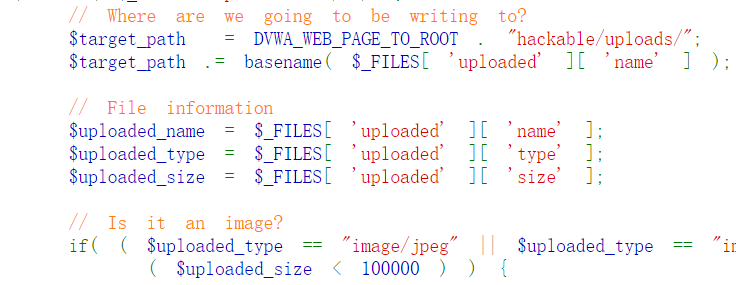 // Where are we going to be writing to?
$target_path = DVWA_WEB_PAGE_TO_ROOT . "hackable/uploads/";
$target_path .= basename( $_FILES[ 'uploaded' ][ 'name' ] );
// File information
$uploaded_name = $_FILES[ 'uploaded' ][ 'name' ];
$uploaded_type = $_FILES[ 'uploaded' ][ 'type' ];
$uploaded_size = $_FILES[ 'uploaded' ][ 'size' ];
// Is it an image?
if( ( $uploaded_type == "image/jpeg" || $uploaded_type ==
( $uploaded_size < 100000 ) ) {